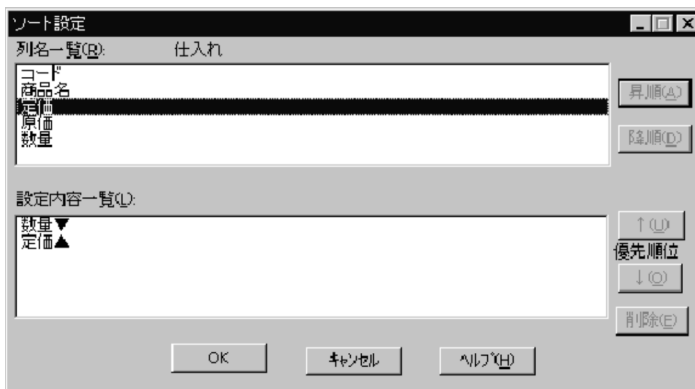 ソート設定
列名一覧(R): 仕入れ
コード
商品名
定価
原価
数量
昇順(A)
降順(D)
設定内容一覧(L):
数量▼
定価▲
↑(U)
優先順位
↓(O)
削除(E)
OK キャンセル ヘルプ(H)